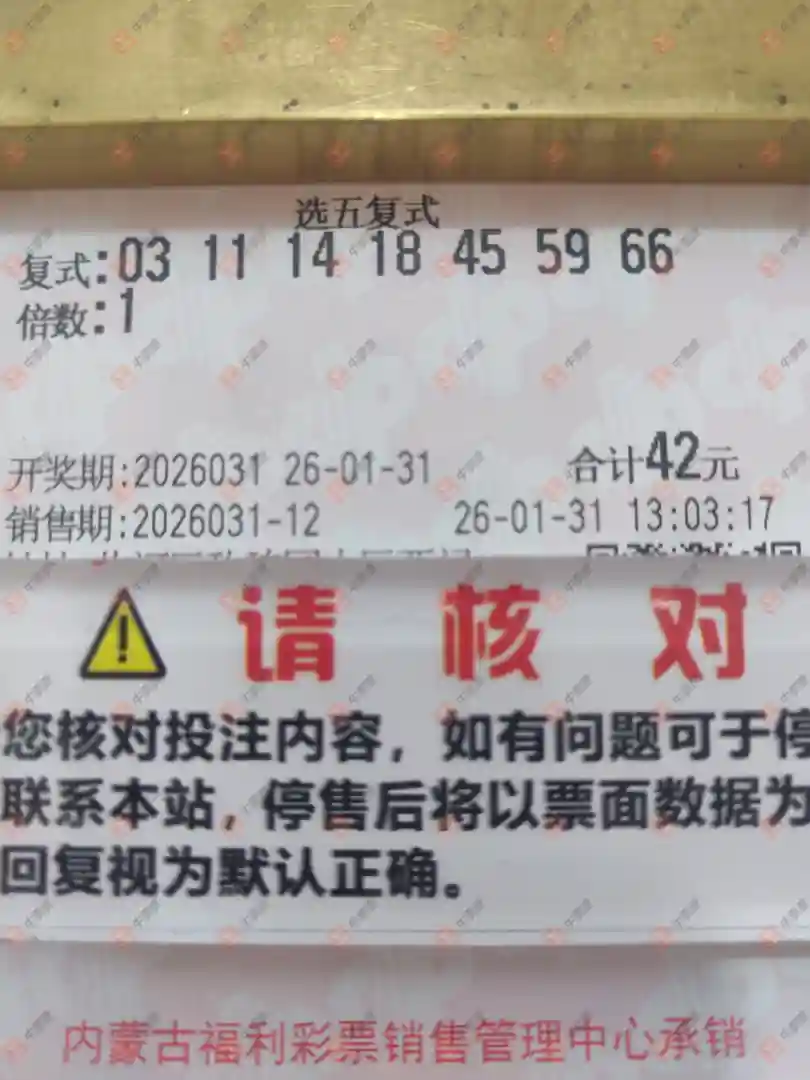 选五复式
复式:03 11 14 18 45 59 66
倍数:1
开奖期:2026031 26-01-31 合计42元
销售期:2026031-12 26-01-31 13:03:17
请核对
您核对投注内容，如有问题可于停
联系本站，停售后将以票面数据为
回复视为默认正确。
内蒙古福利彩票销售管理中心承销